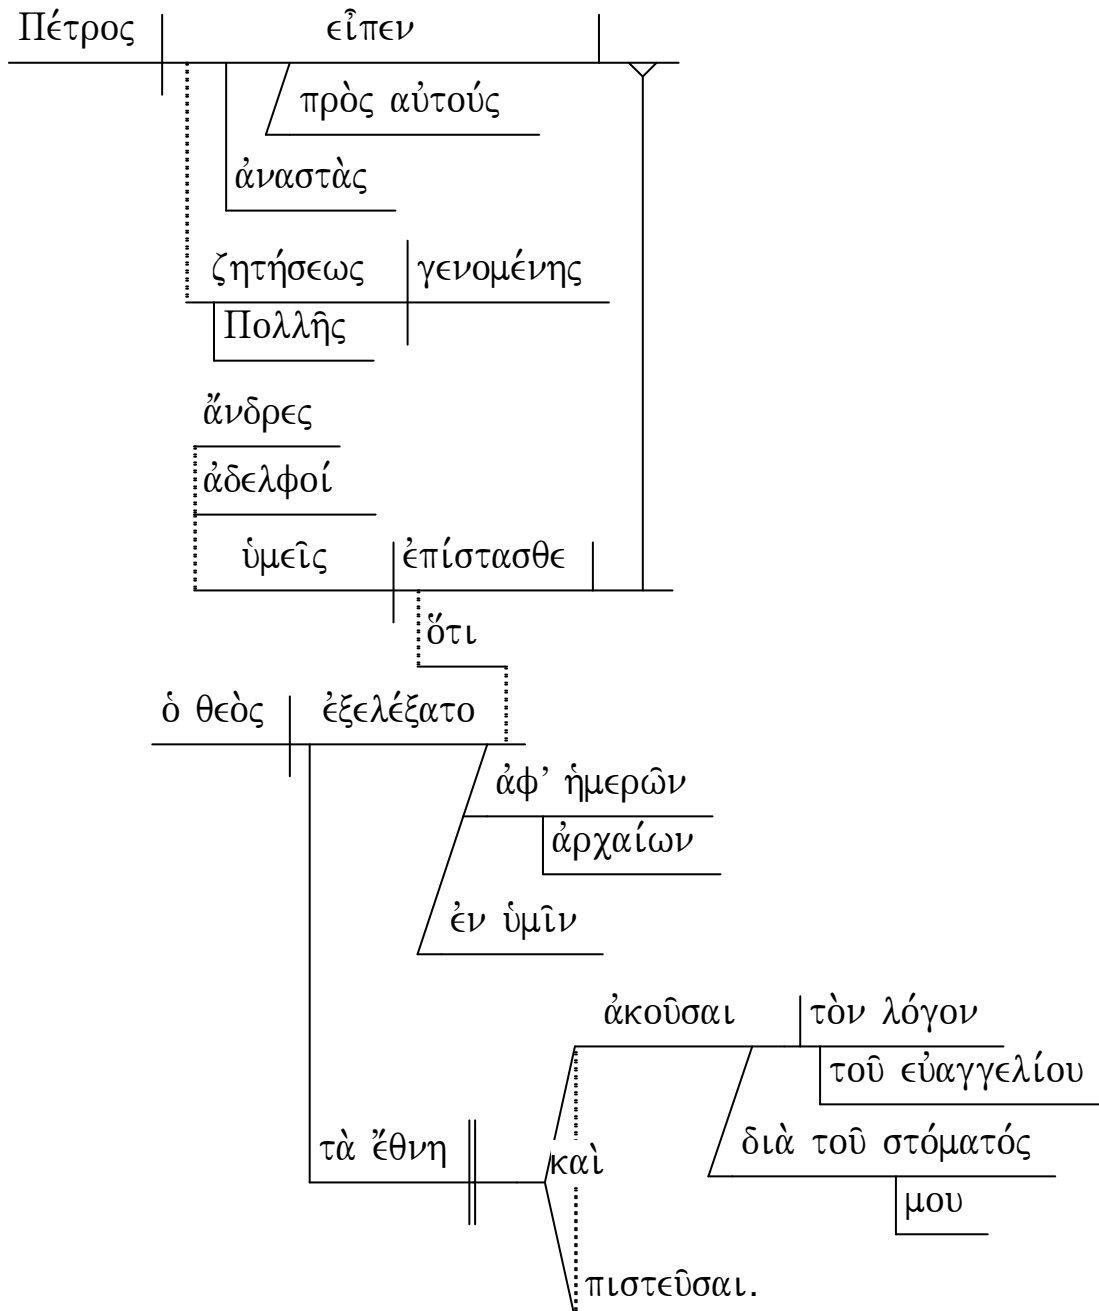 Πέτρος εἶπεν
πρὸς αὐτούς
ἀναστὰς
ζητήσεως γενομένης
Πολλῆς
ἄνδρες
ἀδελφοί
ὑμεῖς ἐπίστασθε
ὅτι
ὁ θεὸς ἐξελέξατο
ἀφʼ ἡμερῶν
ἀρχαίων
ἐν ὑμῖν
ἀκοῦσαι τὸν λόγον
τοῦ εὐαγγελίου
τὰ ἔθνη καὶ διὰ τοῦ στόματός
μου
πιστεῦσαι.